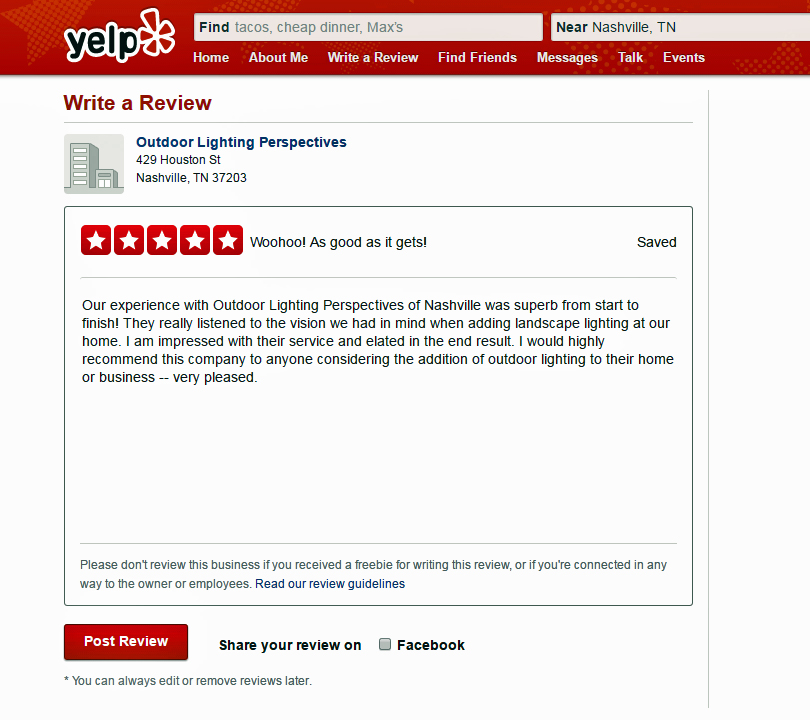 yelp
Find tacos, cheap dinner, Max's
Near Nashville, TN
Home About Me Write a Review Find Friends Messages Talk Events
Write a Review
Outdoor Lighting Perspectives
429 Houston St
Nashville, TN 37203
Woohoo! As good as it gets!
Saved
Our experience with Outdoor Lighting Perspectives of Nashville was superb from start to
finish! They really listened to the vision we had in mind when adding landscape lighting at our
home. I am impressed with their service and elated in the end result. I would highly
recommend this company to anyone considering the addition of outdoor lighting to their home
or business -- very pleased.
Please don't review this business if you received a freebie for writing this review, or if you're connected in any
way to the owner or employees. Read our review guidelines
Post Review
Share your review on
Facebook
* You can always edit or remove reviews later.